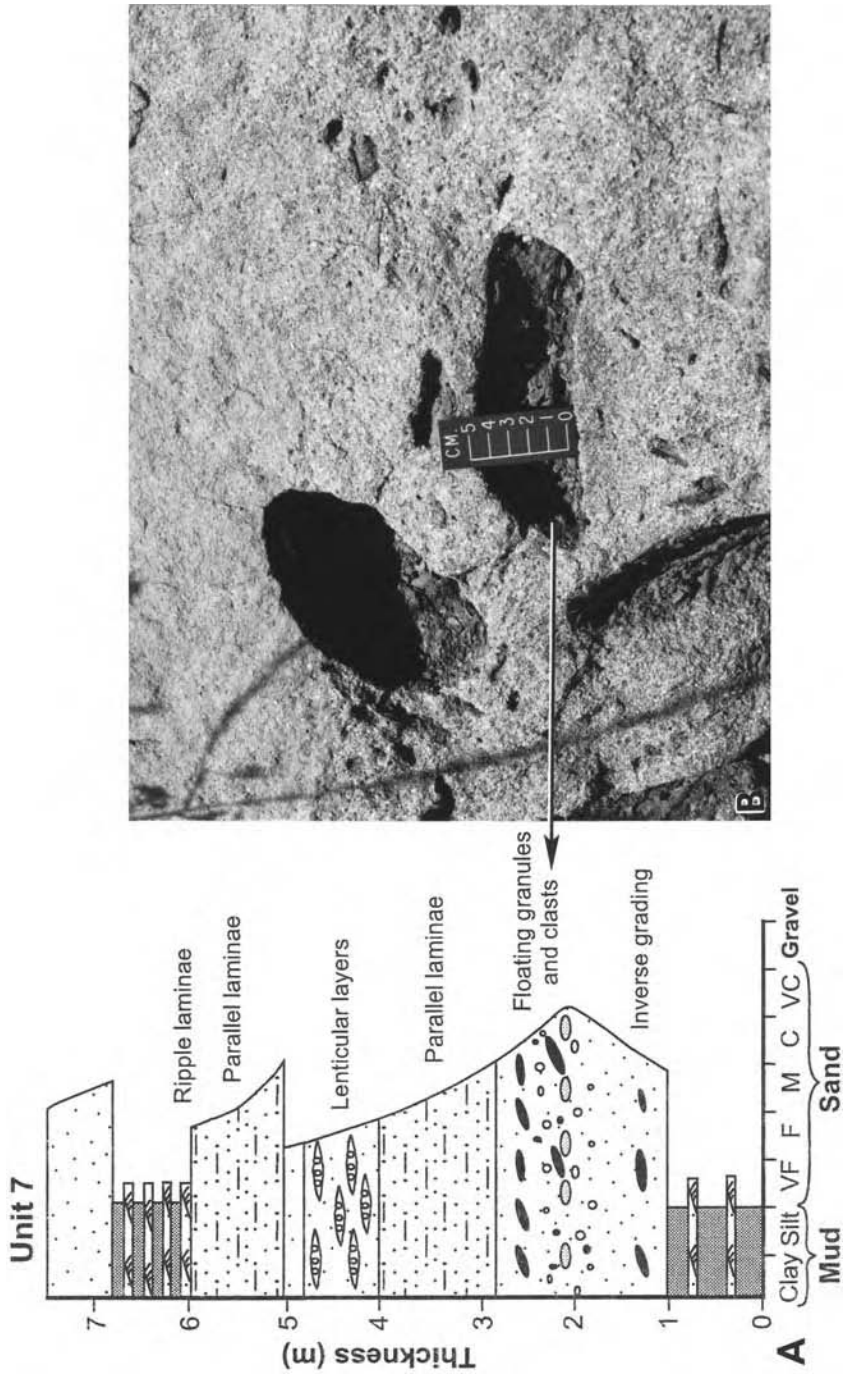 Unit 7
Ripple laminae
Parallel laminae
Lenticular layers
Parallel laminae
Floating granules
and clasts
Inverse grading
Thickness (m)
7
6
5
4
3
2
1
0
Clay Silt VF F M C VC Gravel
Mud Sand
A
CM.
5
4
3
2
1
0
B